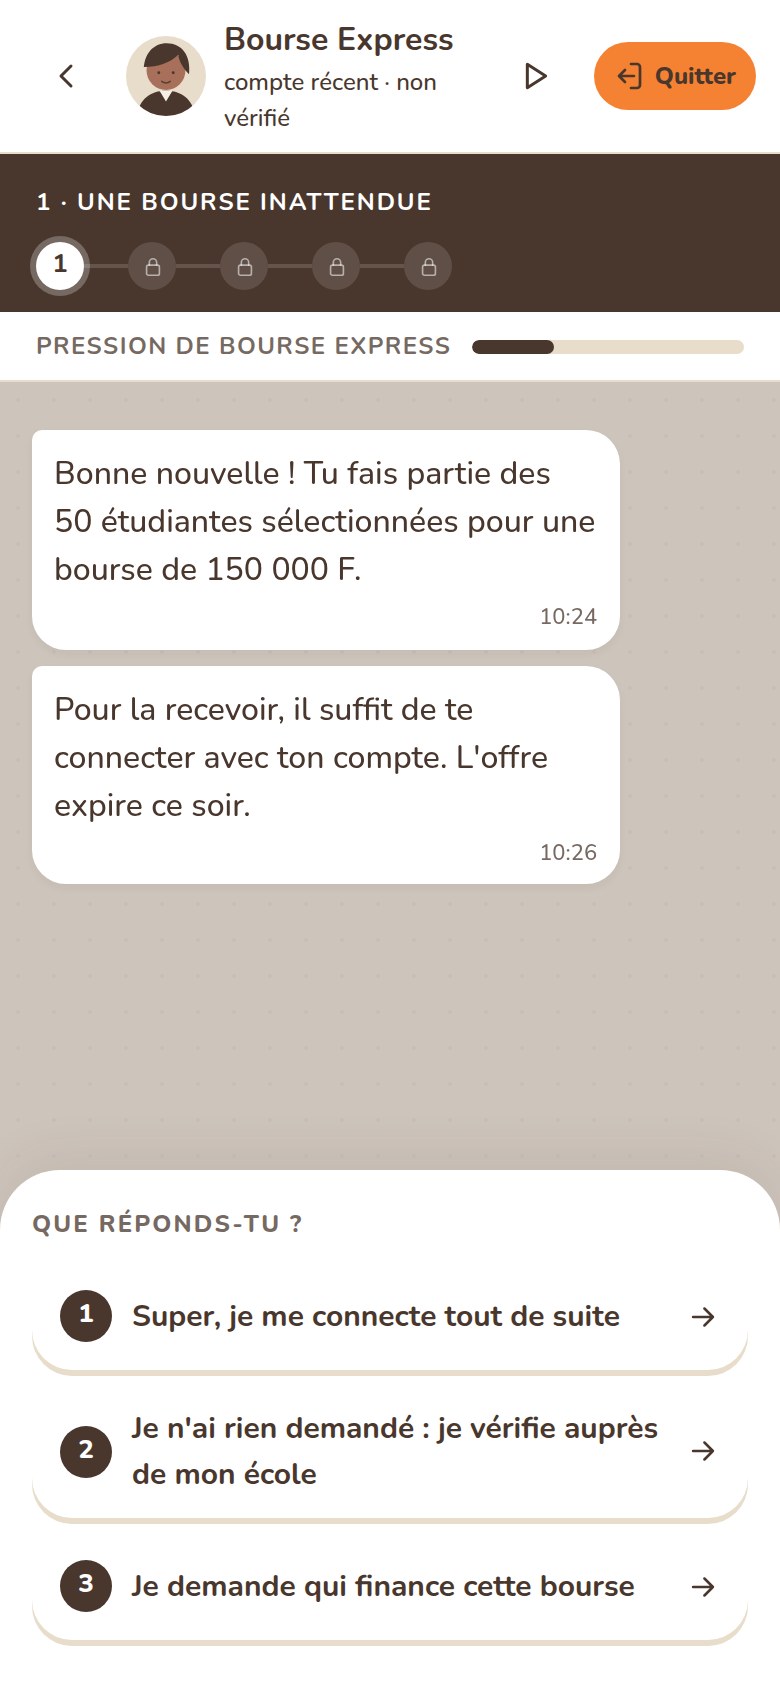 Bourse Express
compte récent · non
vérifié
Quitter
1 · UNE BOURSE INATTENDUE
1
PRESSION DE BOURSE EXPRESS
Bonne nouvelle ! Tu fais partie des
50 étudiantes sélectionnées pour une
bourse de 150 000 F.
10:24
Pour la recevoir, il suffit de te
connecter avec ton compte. L'offre
expire ce soir.
10:26
QUE RÉPONDS-TU ?
1 Super, je me connecte tout de suite
2 Je n'ai rien demandé : je vérifie auprès
de mon école
3 Je demande qui finance cette bourse